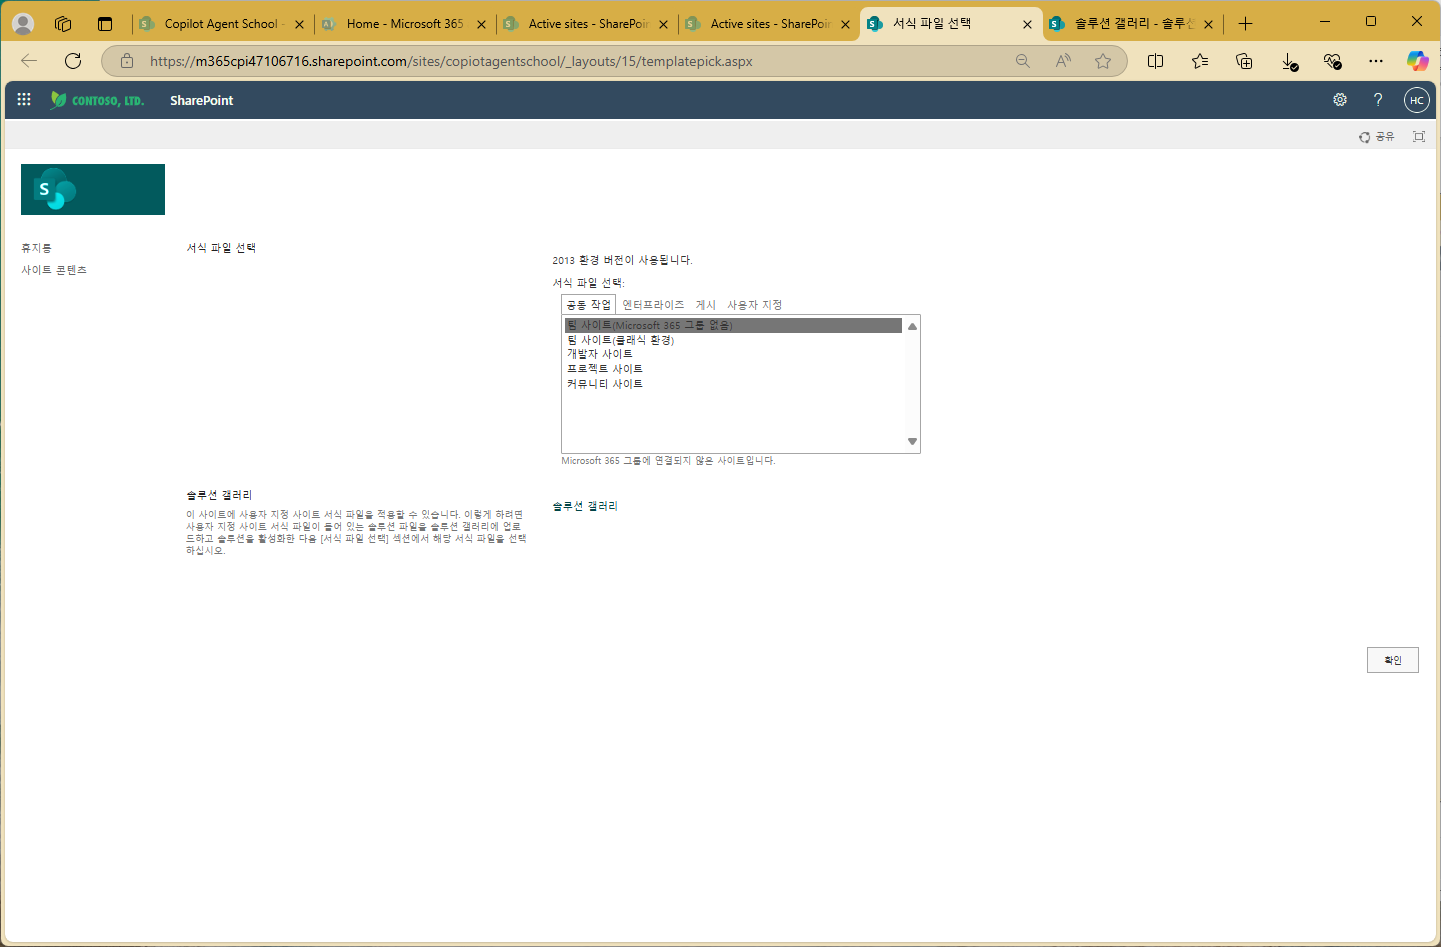 Copilot Agent School -
Home - Microsoft 365
Active sites - SharePoin
Active sites - SharePoin
서식 파일 선택
솔루션 갤러리 - 솔루션
https://m365cpi47106716.sharepoint.com/sites/copiotagentschool/_layouts/15/templatepick.aspx
CONTOSO, LTD.
SharePoint
?
HC
공유
S
휴지통
사이트 콘텐츠
서식 파일 선택
2013 환경 버전이 사용됩니다.
서식 파일 선택:
공동 작업 엔터프라이즈 게시 사용자 지정
팀 사이트(Microsoft 365 그룹 없음)
팀 사이트(클래식 환경)
개발자 사이트
프로젝트 사이트
커뮤니티 사이트
Microsoft 365 그룹에 연결되지 않은 사이트입니다.
솔루션 갤러리
이 사이트에 사용자 지정 사이트 서식 파일을 적용할 수 있습니다. 이렇게 하려면
사용자 지정 사이트 서식 파일이 들어 있는 솔루션 파일을 솔루션 갤러리에 업로
드하고 솔루션을 활성화한 다음 [서식 파일 선택] 섹션에서 해당 서식 파일을 선택
하십시오.
솔루션 갤러리
확인